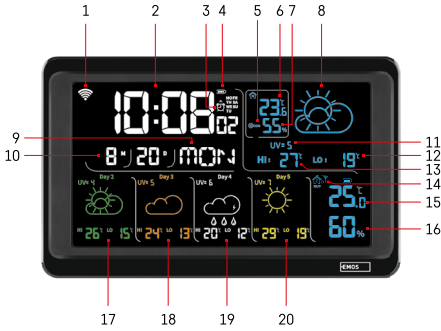 1 2 3 4 5 6 7 8
10:08 02
MO FR
TH SA
WE SU
TU
23.6 °C
55%
9
10
8 M 20 D MON
UV= 5
HI: 27°C LO: 19°C
11
12
13
14
15
16
Day 2 Day 3 Day 4 Day 5
UV= 4 UV= 5 UV= 6 UV= 7
HI 26°C LO 15°C HI 24°C LO 13°C HI 20°C LO 12°C HI 29°C LO 19°C
25.0 °C
60%
EMOS
17 18 19 20